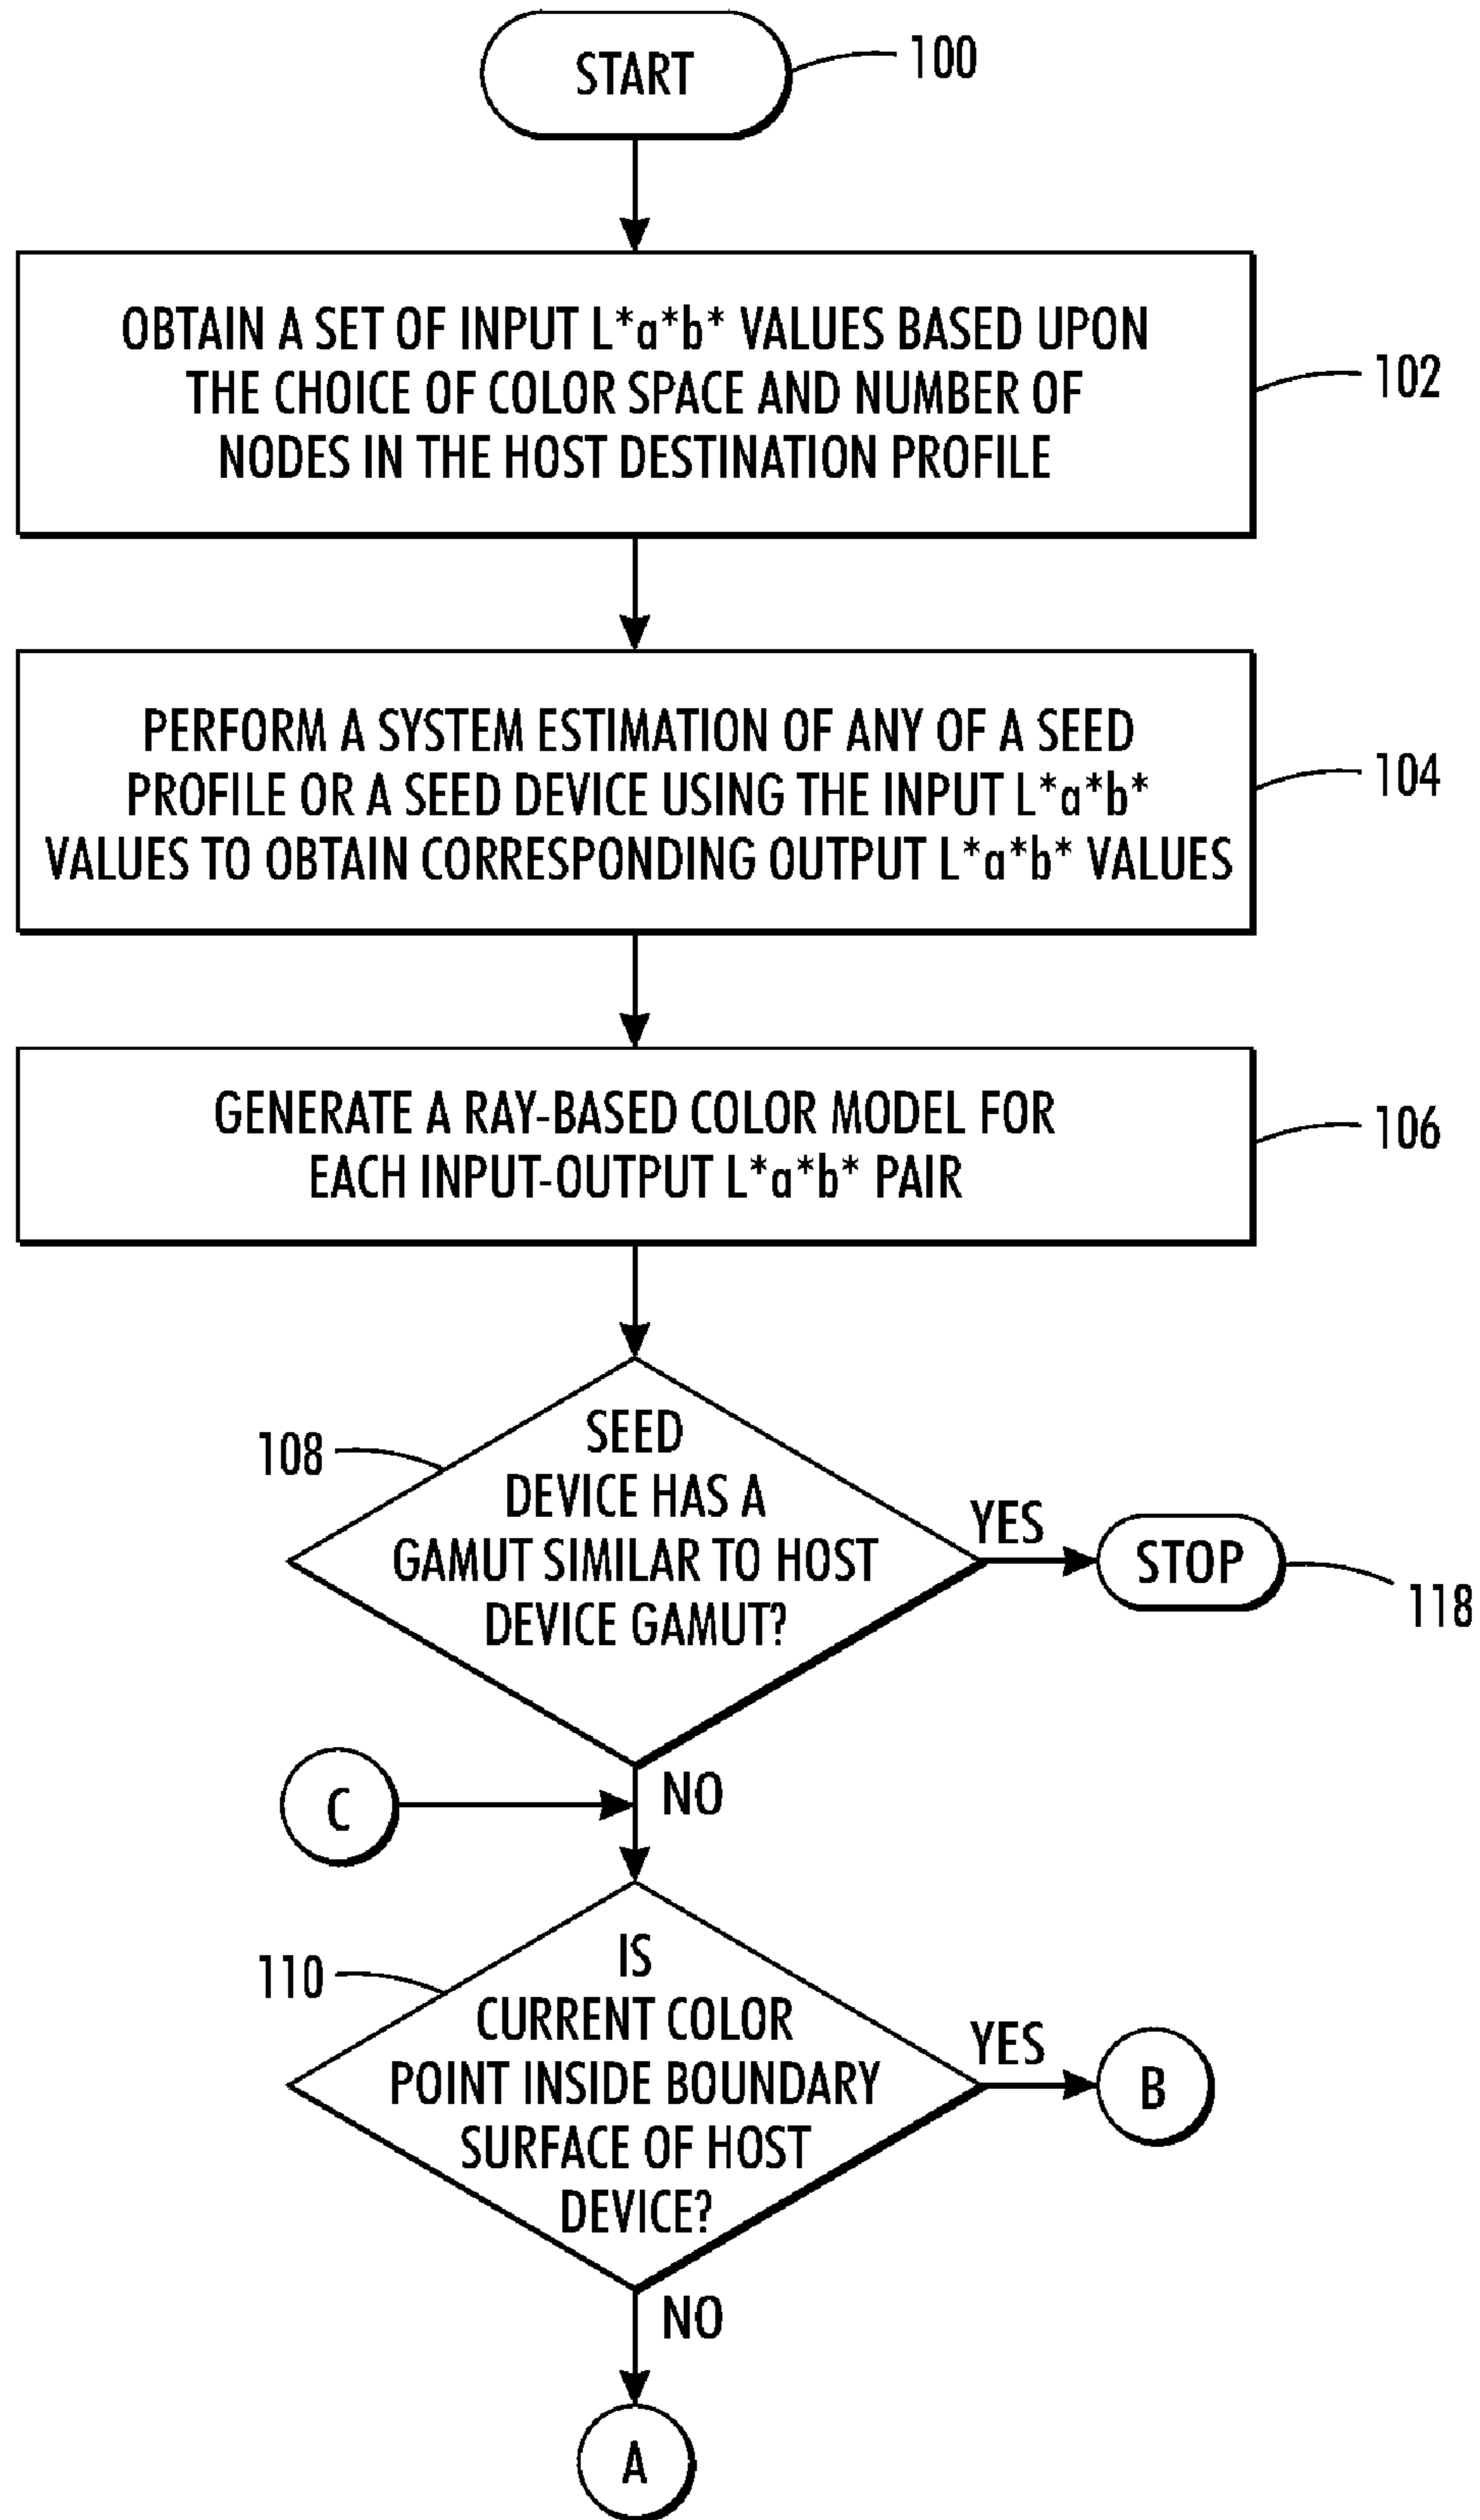 START
100
OBTAIN A SET OF INPUT L*a*b* VALUES BASED UPON
THE CHOICE OF COLOR SPACE AND NUMBER OF
NODES IN THE HOST DESTINATION PROFILE
102
PERFORM A SYSTEM ESTIMATION OF ANY OF A SEED
PROFILE OR A SEED DEVICE USING THE INPUT L*a*b*
VALUES TO OBTAIN CORRESPONDING OUTPUT L*a*b* VALUES
104
GENERATE A RAY-BASED COLOR MODEL FOR
EACH INPUT-OUTPUT L*a*b* PAIR
106
108
SEED
DEVICE HAS A
GAMUT SIMILAR TO HOST
DEVICE GAMUT?
YES
STOP
118
NO
C
110
IS
CURRENT COLOR
POINT INSIDE BOUNDARY
SURFACE OF HOST
DEVICE?
YES
B
NO
A